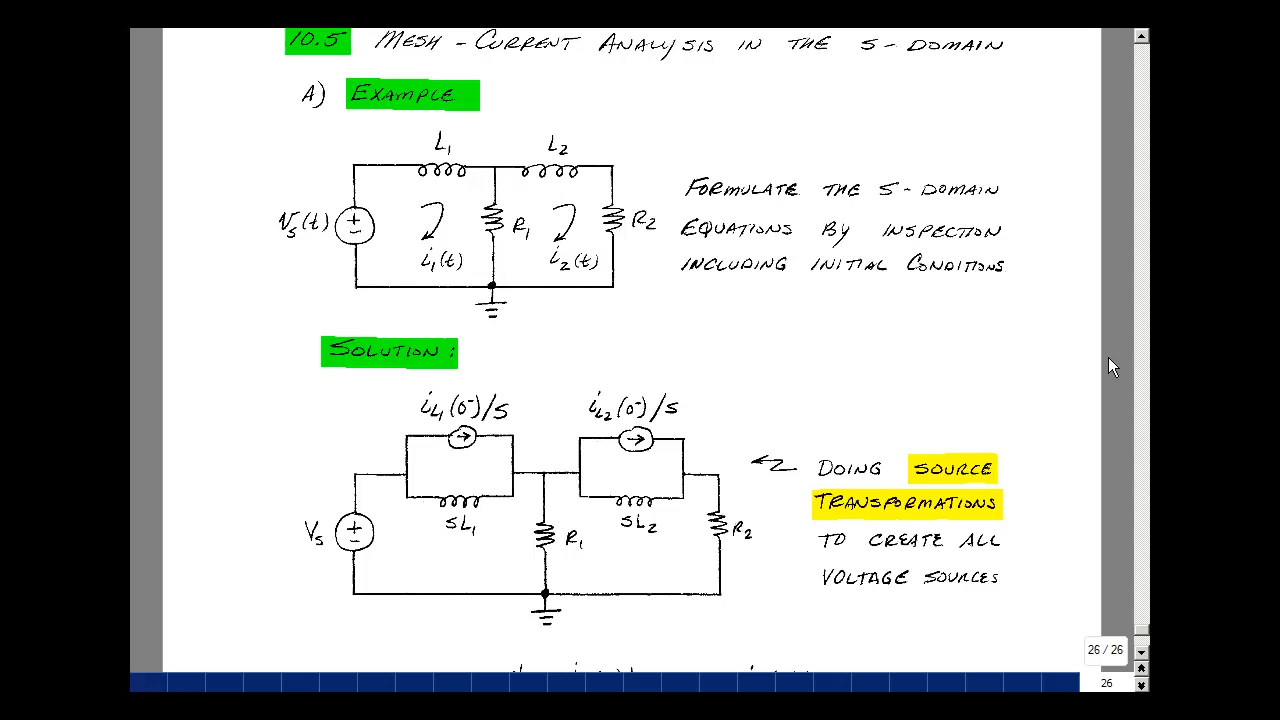 10.5 MESH-CURRENT ANALYSIS IN THE S-DOMAIN
A) EXAMPLE
L1 L2
Vs(t) + - R1 R2
i1(t) i2(t)
FORMULATE THE S-DOMAIN
EQUATIONS BY INSPECTION
INCLUDING INITIAL CONDITIONS
SOLUTION:
iL1(0-)/s iL2(0-)/s
sL1 sL2
Vs + - R1 R2
DOING SOURCE
TRANSFORMATIONS
TO CREATE ALL
VOLTAGE SOURCES
26 / 26
26